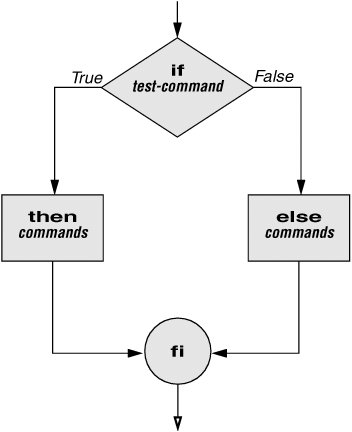 if
test-command
True
False
then
commands
else
commands
fi